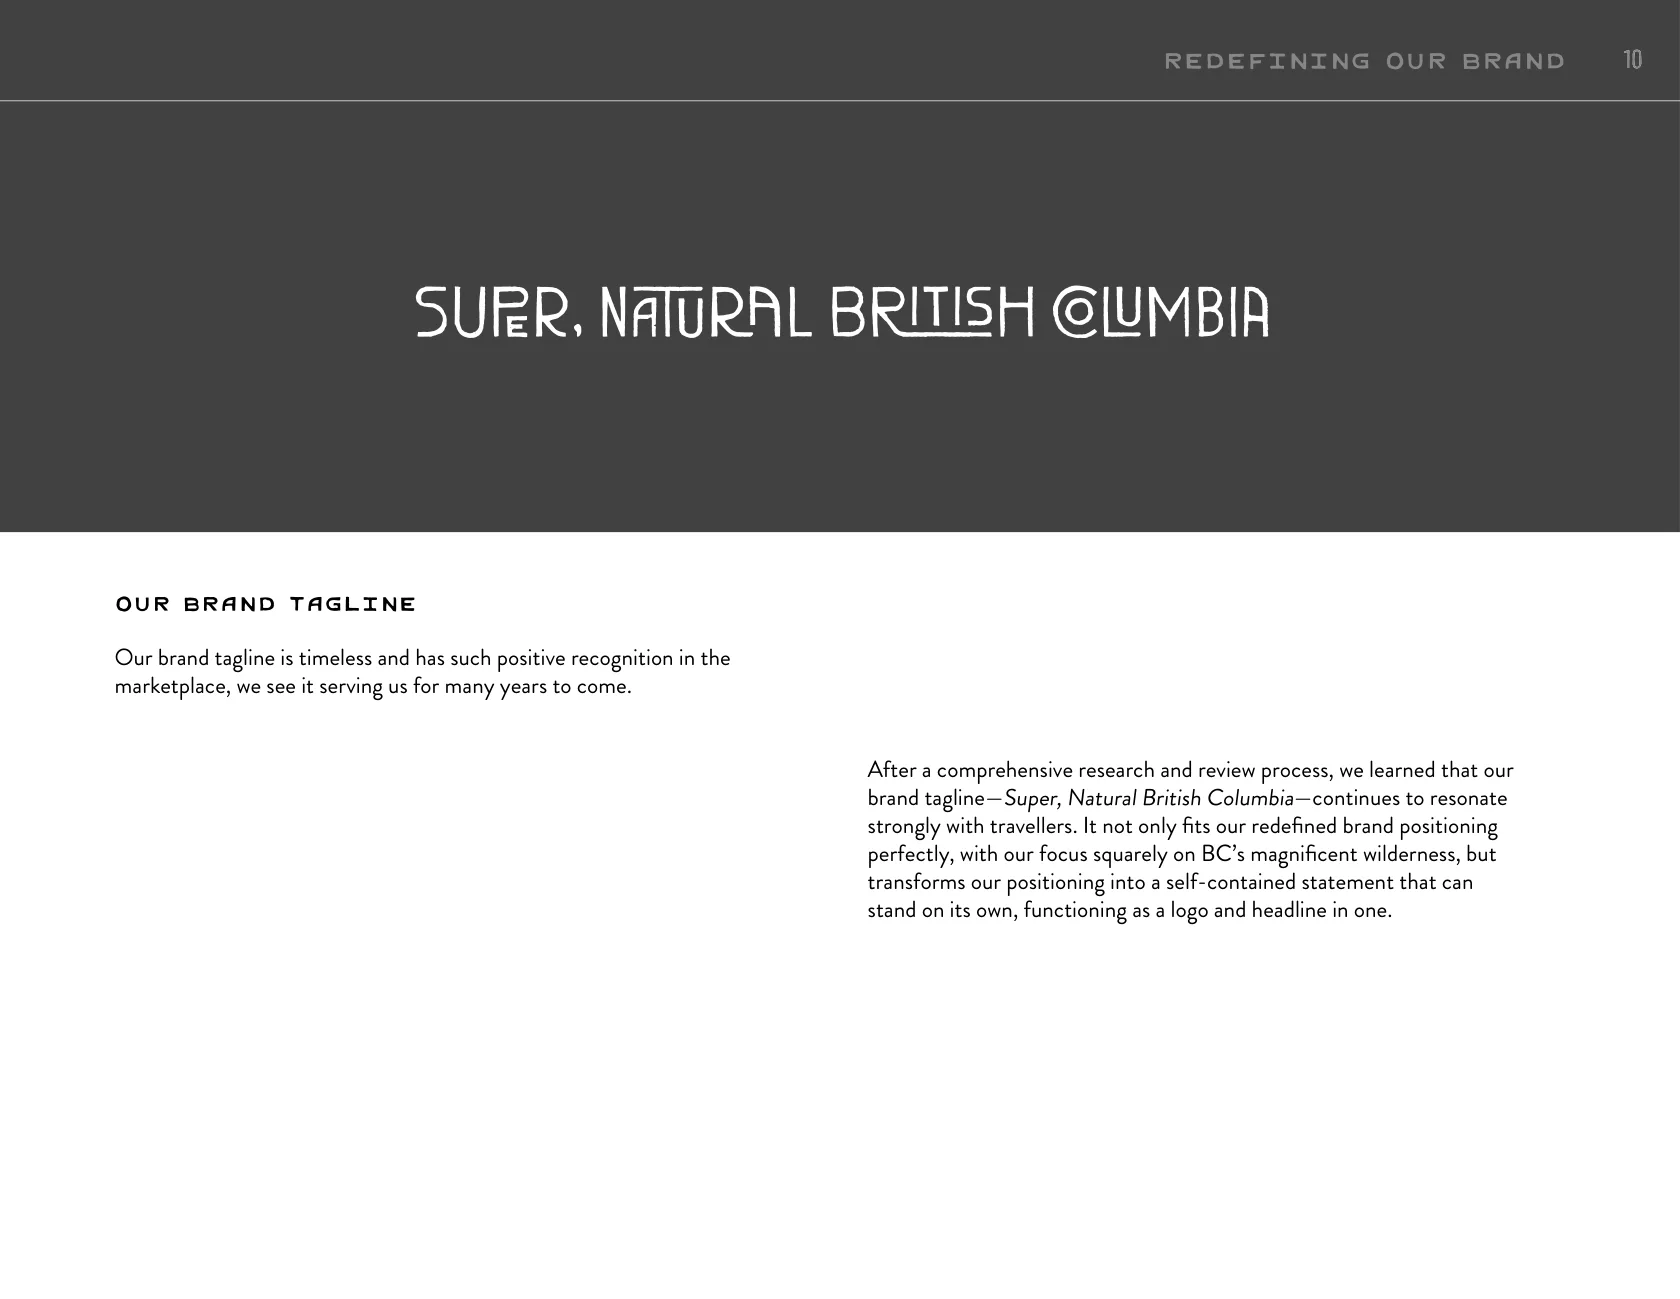 REDEFINING OUR BRAND 10
SUPER, NATURAL BRITISH COLUMBIA
OUR BRAND TAGLINE
Our brand tagline is timeless and has such positive recognition in the
marketplace, we see it serving us for many years to come.
After a comprehensive research and review process, we learned that our
brand tagline—Super, Natural British Columbia—continues to resonate
strongly with travellers. It not only fits our redefined brand positioning
perfectly, with our focus squarely on BC’s magnificent wilderness, but
transforms our positioning into a self-contained statement that can
stand on its own, functioning as a logo and headline in one.